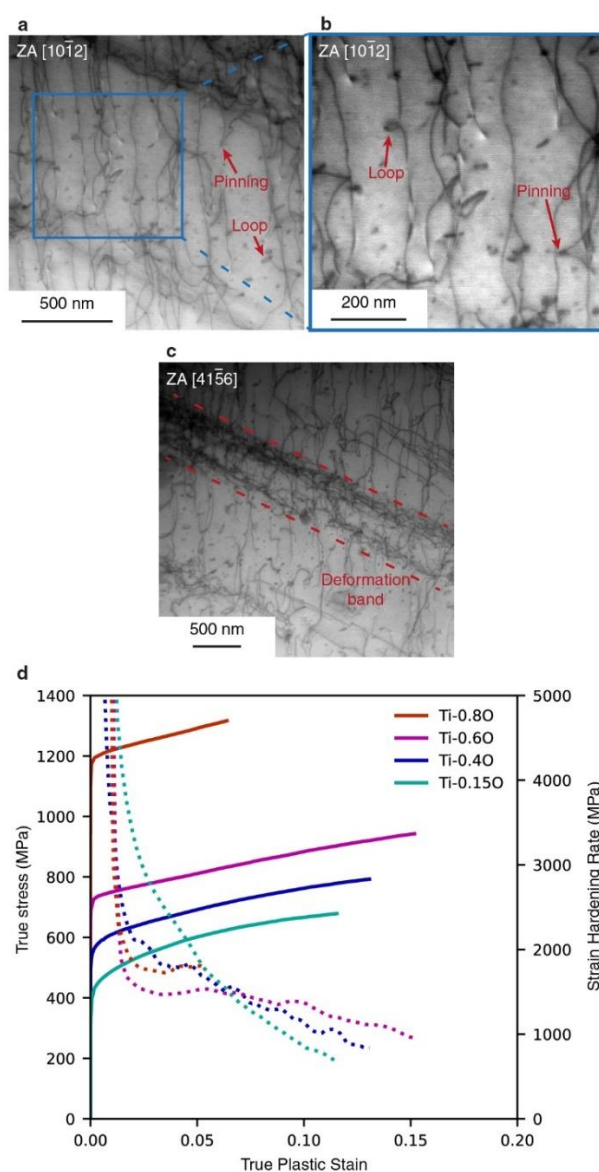 a
ZA [101̄2]
Pinning
Loop
500 nm
b
ZA [101̄2]
Loop
Pinning
200 nm
c
ZA [415̄6]
Deformation
band
500 nm
d
1400
1200
1000
800
600
400
200
0
True stress (MPa)
Ti-0.8O
Ti-0.6O
Ti-0.4O
Ti-0.15O
5000
4000
3000
2000
1000
0
Strain Hardening Rate (MPa)
0.00
0.05
0.10
0.15
0.20
True Plastic Stain